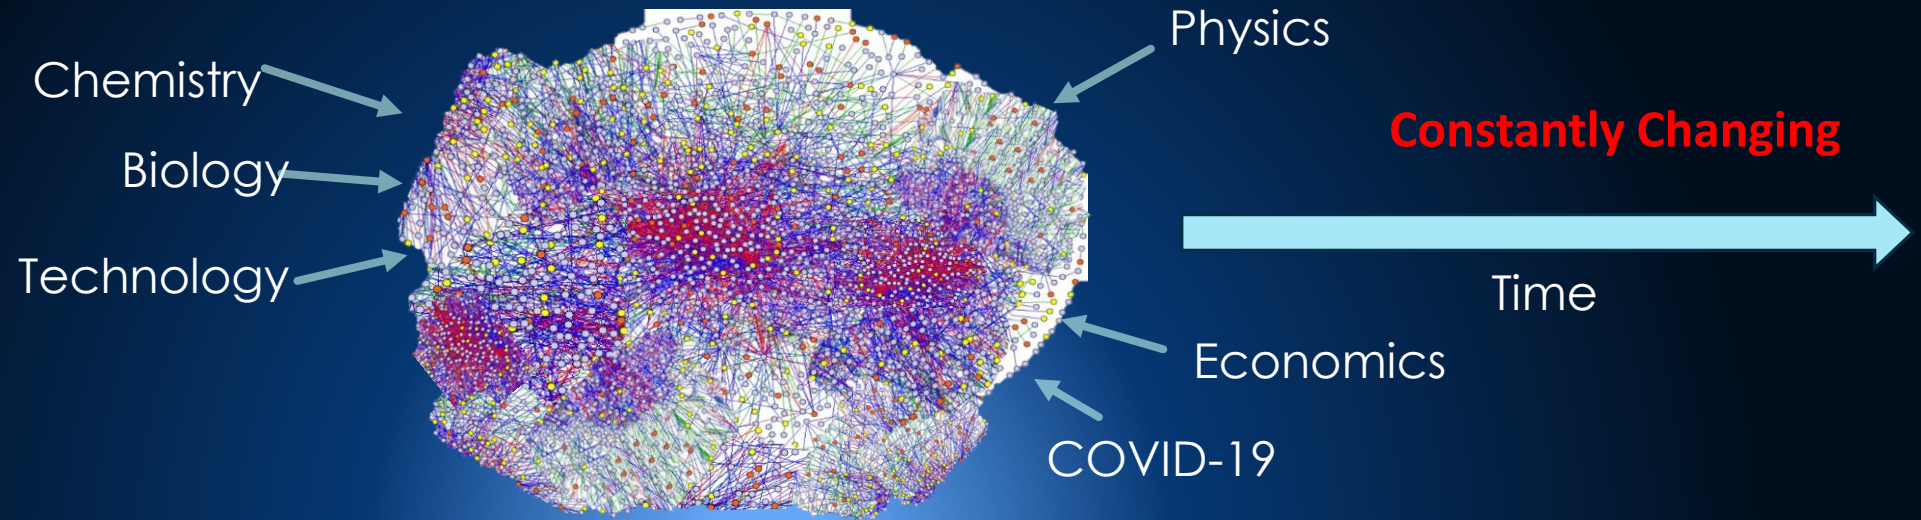 Chemistry
Biology
Technology
Physics
Constantly Changing
Time
Economics
COVID-19